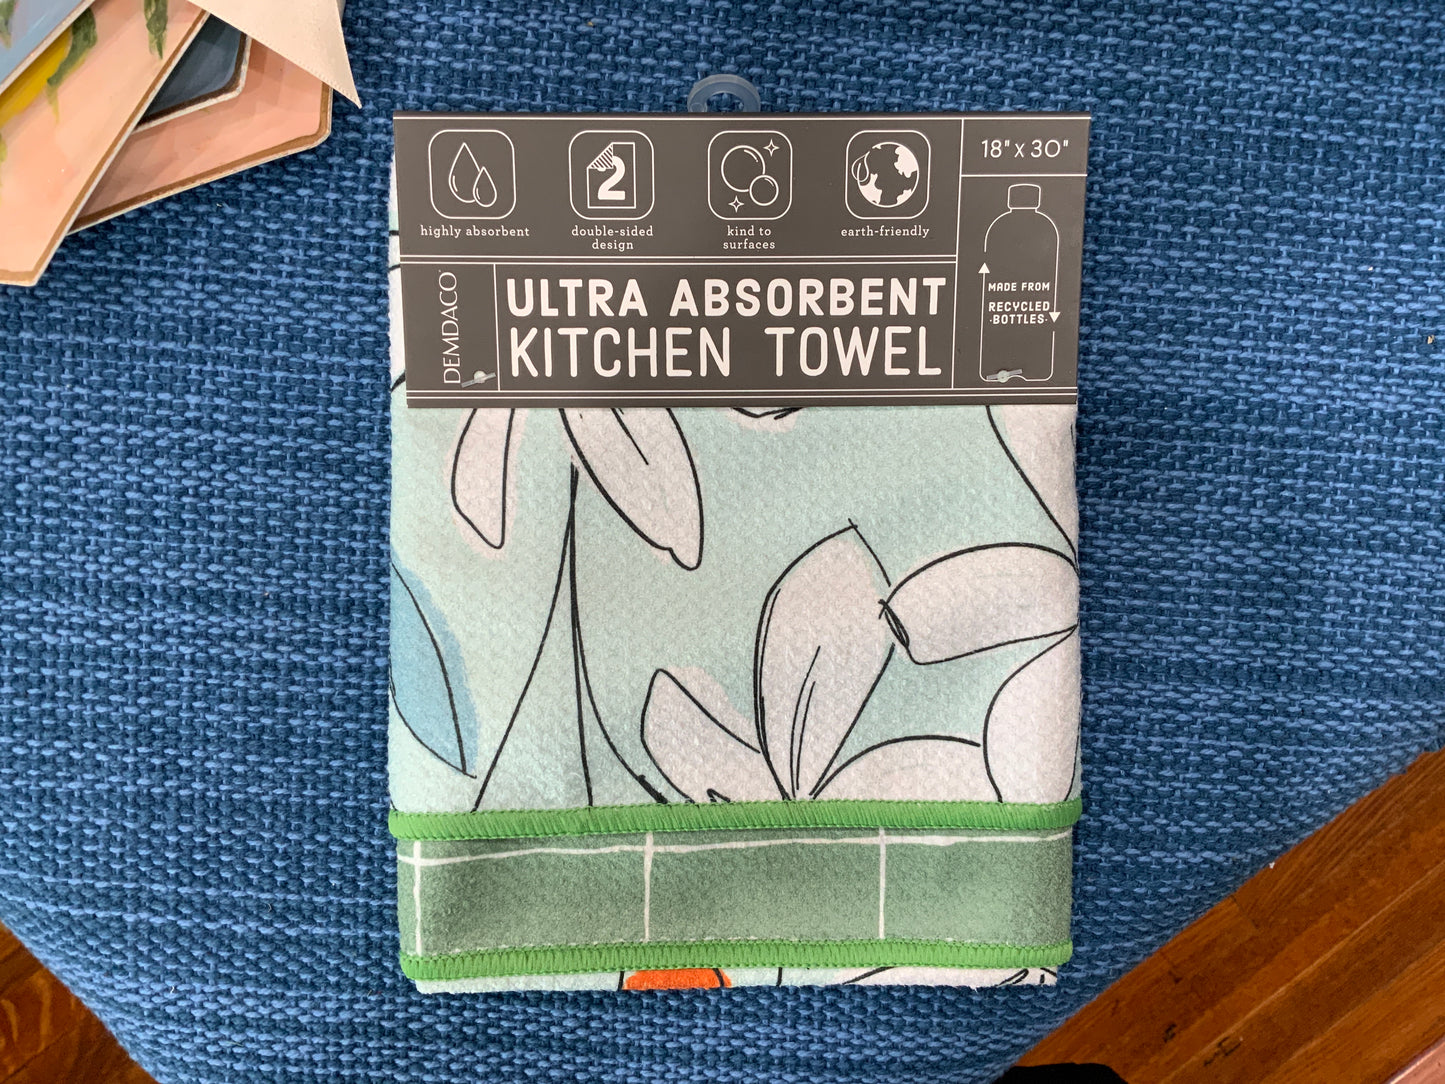 highly absorbent
2
double-sided
design
kind to
surfaces
earth-friendly
18" x 30"
DEMDACO
ULTRA ABSORBENT
KITCHEN TOWEL
MADE FROM
RECYCLED
·BOTTLES·